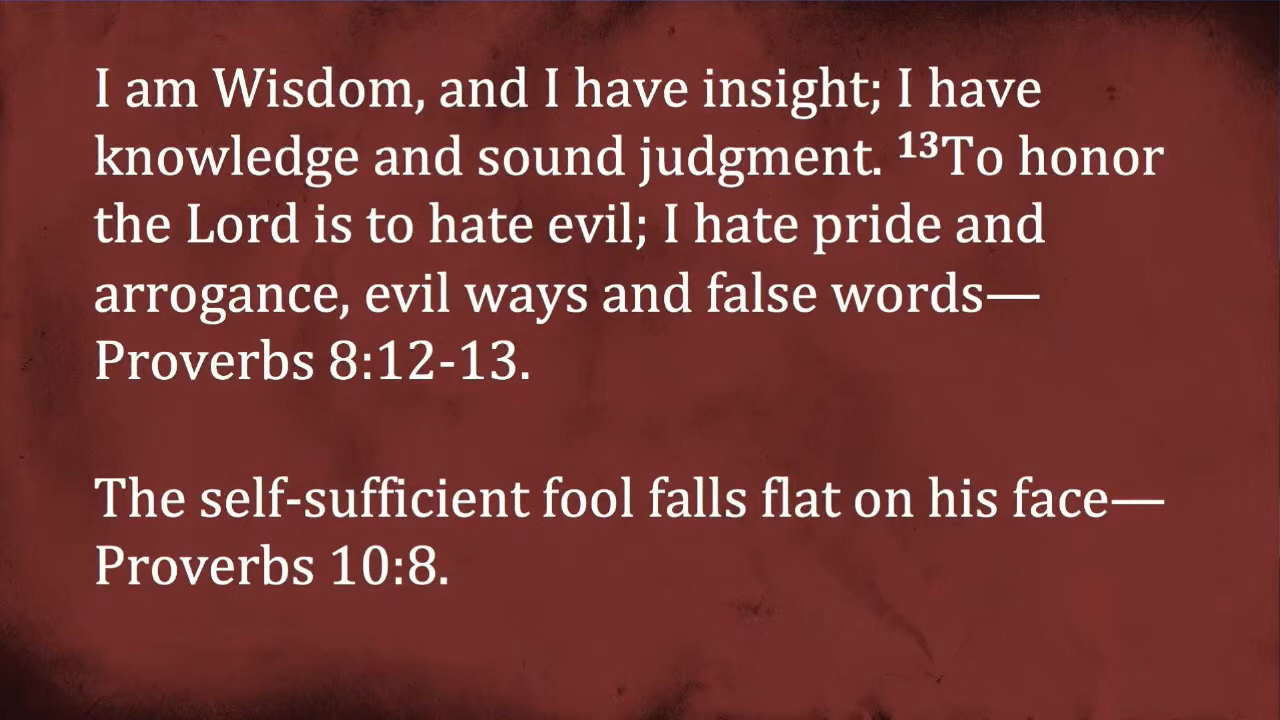 I am Wisdom, and I have insight; I have
knowledge and sound judgment. ¹³To honor
the Lord is to hate evil; I hate pride and
arrogance, evil ways and false words—
Proverbs 8:12-13.
The self-sufficient fool falls flat on his face—
Proverbs 10:8.